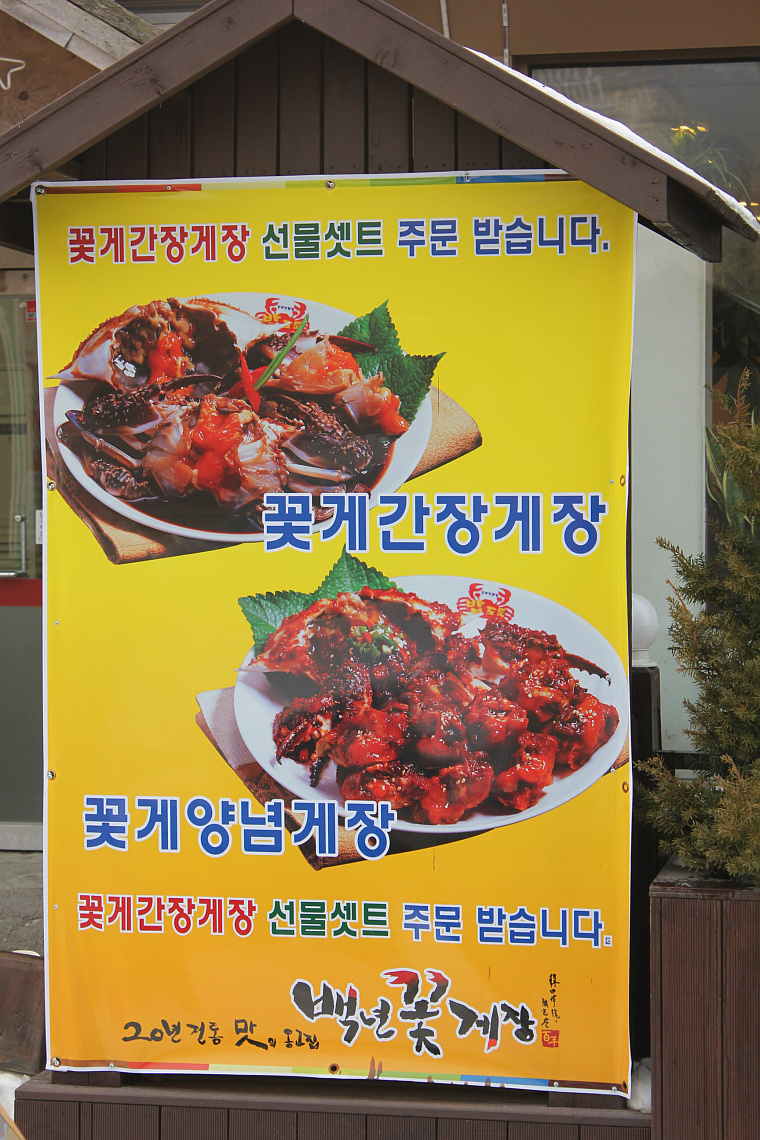 꽃게간장게장 선물셋트 주문 받습니다.
꽃게간장게장
꽃게양념게장
꽃게간장게장 선물셋트 주문 받습니다.
백년꽃게장
20년 전통 맛의